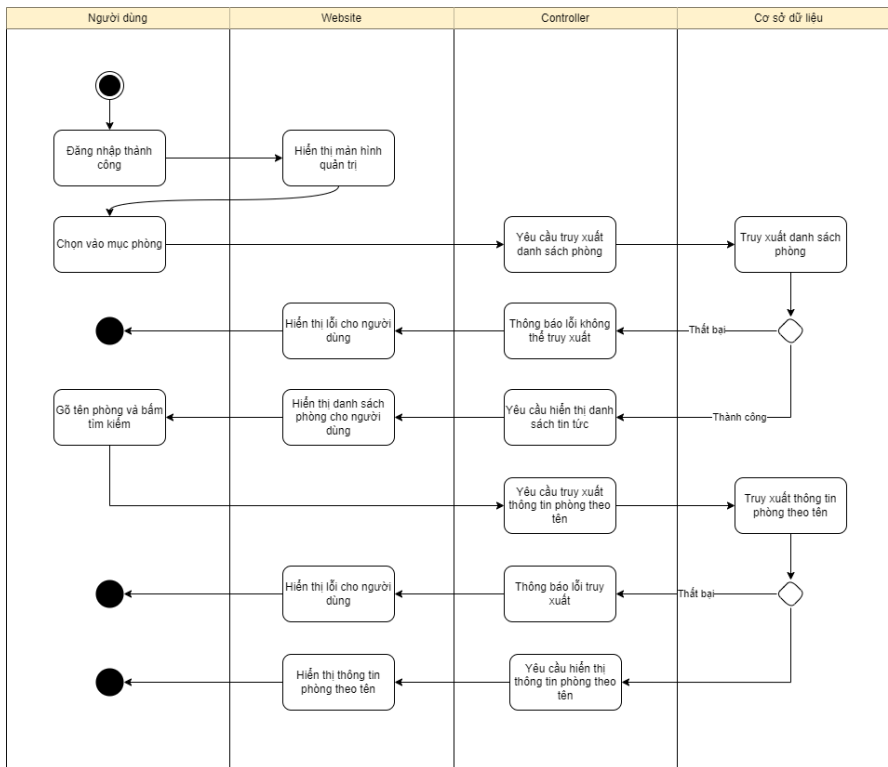 Người dùng
Website
Controller
Cơ sở dữ liệu
Đăng nhập thành
công
Hiển thị màn hình
quản trị
Chọn vào mục phòng
Yêu cầu truy xuất
danh sách phòng
Truy xuất danh sách
phòng
Hiển thị lỗi cho người
dùng
Thông báo lỗi không
thể truy xuất
Thất bại
Gõ tên phòng và bấm
tìm kiếm
Hiển thị danh sách
phòng cho người
dùng
Yêu cầu hiển thị danh
sách tin tức
Thành công
Yêu cầu truy xuất
thông tin phòng theo
tên
Truy xuất thông tin
phòng theo tên
Hiển thị lỗi cho người
dùng
Thông báo lỗi truy
xuất
Thất bại
Hiển thị thông tin
phòng theo tên
Yêu cầu hiển thị
thông tin phòng theo
tên